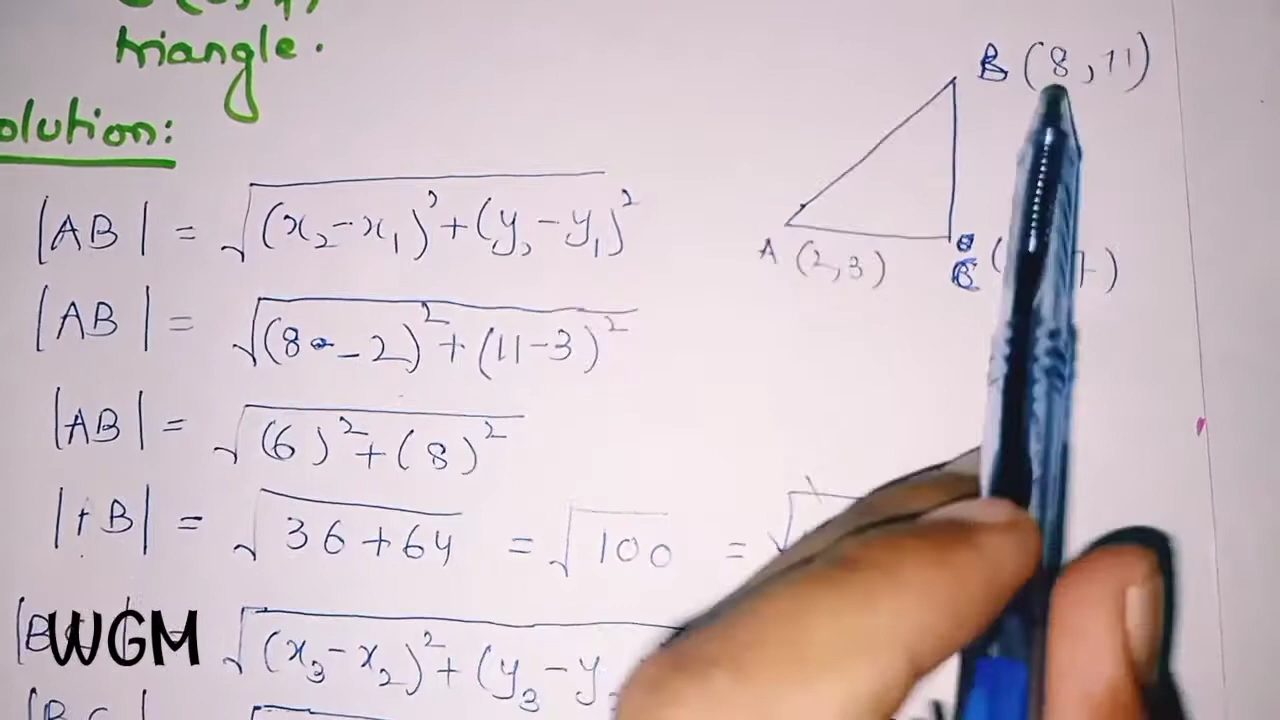 triangle.
olution:
B (8, 11)
A (2, 3)
|AB| = √(x₂-x₁)² + (y₂-y₁)²
|AB| = √(8 - 2)² + (11-3)²
|AB| = √(6)² + (8)²
|AB| = √36+64 = √100 =
WGM
√(x₃-x₂)² + (y₃-y
|BC|